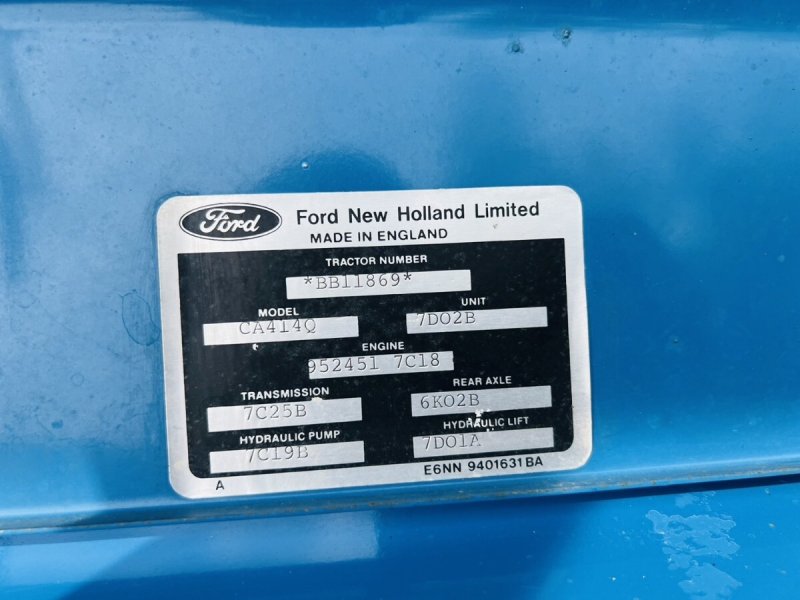 Ford Ford New Holland Limited
MADE IN ENGLAND
TRACTOR NUMBER
*BB11869*
MODEL UNIT
CA414Q 7D02B
ENGINE
952451 7C18
TRANSMISSION REAR AXLE
7C25B 6K02B
HYDRAULIC PUMP HYDRAULIC LIFT
7C19B 7D01A
A E6NN 9401631BA